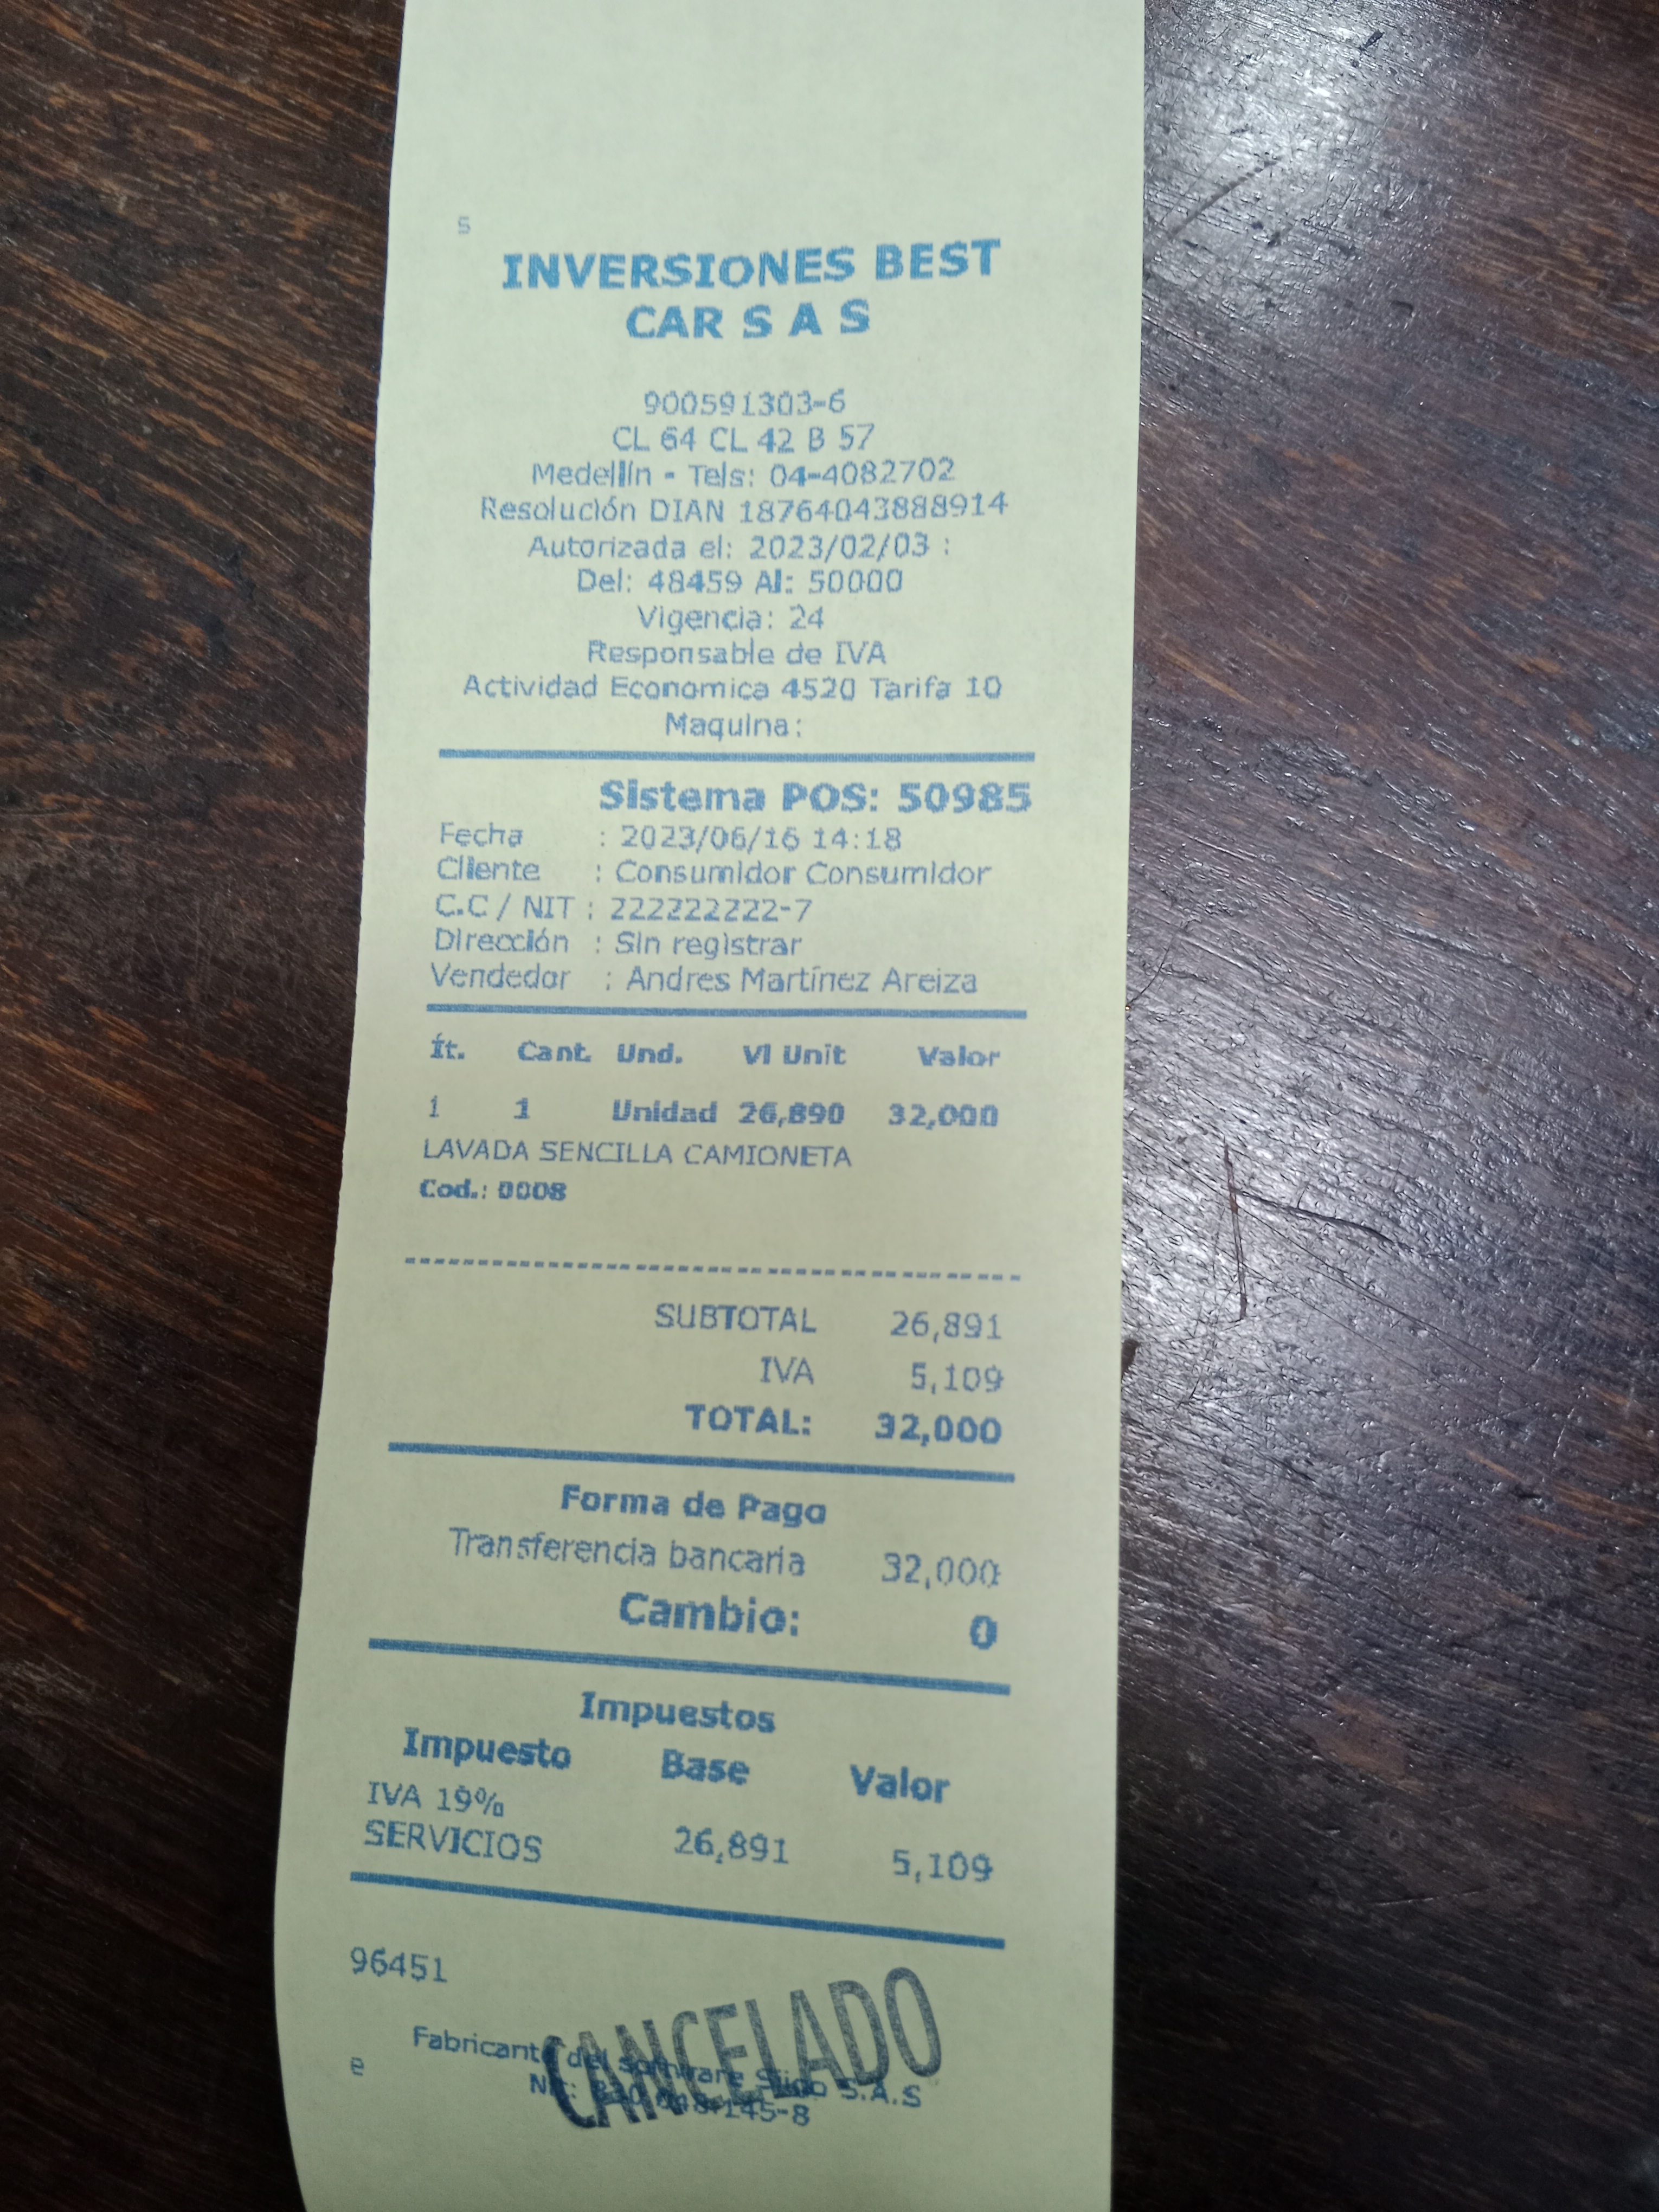 s
INVERSIONES BEST
CAR S A S
900591303-6
CL 64 CL 42 B 57
Medellín - Tels: 04-4082702
Resolución DIAN 18764043888914
Autorizada el: 2023/02/03 :
Del: 48459 Al: 50000
Vigencia: 24
Responsable de IVA
Actividad Economica 4520 Tarifa 10
Maquina:
Sistema POS: 50985
Fecha : 2023/06/16 14:18
Cliente : Consumidor Consumidor
C.C / NIT : 222222222-7
Dirección : Sin registrar
Vendedor : Andres Martínez Areiza
Ít. Cant. Und. Vl Unit Valor
1 1 Unidad 26,890 32,000
LAVADA SENCILLA CAMIONETA
Cod.: 0008
SUBTOTAL 26,891
IVA 5,109
TOTAL: 32,000
Forma de Pago
Transferencia bancaria 32,000
Cambio: 0
Impuestos
Impuesto Base Valor
IVA 19%
SERVICIOS 26,891 5,109
96451
CANCELADO
Fabricante del software S.A.S
e